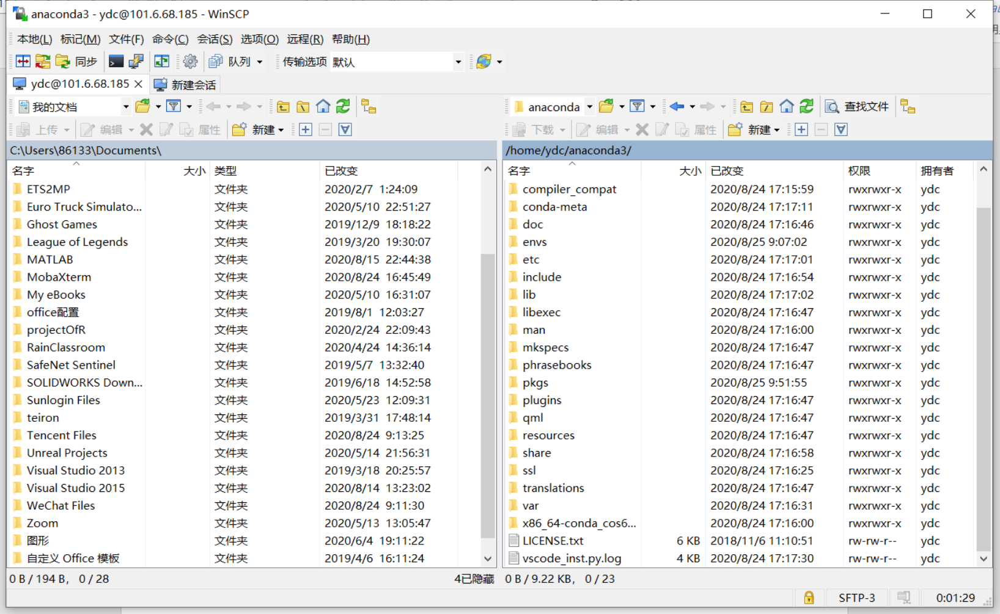 anaconda3 - ydc@101.6.68.185 - WinSCP
本地(L) 标记(M) 文件(F) 命令(C) 会话(S) 选项(O) 远程(R) 帮助(H)
同步 队列 传输选项 默认
ydc@101.6.68.185 新建会话
我的文档
上传 编辑 属性 新建
C:\Users\86133\Documents\
名字 大小 类型 已改变
ETS2MP 文件夹 2020/2/7 1:24:09
Euro Truck Simulato... 文件夹 2020/5/10 22:51:27
Ghost Games 文件夹 2019/12/9 18:18:22
League of Legends 文件夹 2019/3/20 19:30:07
MATLAB 文件夹 2020/8/15 22:44:38
MobaXterm 文件夹 2020/8/24 16:45:49
My eBooks 文件夹 2020/5/10 16:31:07
office配置 文件夹 2019/8/1 12:03:27
projectOfR 文件夹 2020/2/24 22:09:43
RainClassroom 文件夹 2020/4/24 14:36:14
SafeNet Sentinel 文件夹 2019/5/7 13:32:40
SOLIDWORKS Down... 文件夹 2019/6/18 14:52:58
Sunlogin Files 文件夹 2020/5/23 12:09:31
teiron 文件夹 2019/3/31 17:48:14
Tencent Files 文件夹 2020/8/24 9:13:25
Unreal Projects 文件夹 2020/5/14 21:56:31
Visual Studio 2013 文件夹 2019/3/18 20:25:57
Visual Studio 2015 文件夹 2020/8/14 13:23:02
WeChat Files 文件夹 2020/8/24 9:11:30
Zoom 文件夹 2020/5/13 13:05:47
图形 文件夹 2020/6/4 19:11:22
自定义 Office 模板 文件夹 2019/4/6 16:11:24
0 B / 194 B, 0 / 28 4已隐藏
anaconda 查找文件
下载 编辑 属性 新建
/home/ydc/anaconda3/
名字 大小 已改变 权限 拥有者
compiler_compat 2020/8/24 17:15:59 rwxrwxr-x ydc
conda-meta 2020/8/24 17:17:11 rwxrwxr-x ydc
doc 2020/8/24 17:16:46 rwxrwxr-x ydc
envs 2020/8/25 9:07:02 rwxrwxr-x ydc
etc 2020/8/24 17:17:01 rwxrwxr-x ydc
include 2020/8/24 17:16:54 rwxrwxr-x ydc
lib 2020/8/24 17:17:02 rwxrwxr-x ydc
libexec 2020/8/24 17:16:47 rwxrwxr-x ydc
man 2020/8/24 17:16:00 rwxrwxr-x ydc
mkspecs 2020/8/24 17:16:47 rwxrwxr-x ydc
phrasebooks 2020/8/24 17:16:47 rwxrwxr-x ydc
pkgs 2020/8/25 9:51:55 rwxrwxr-x ydc
plugins 2020/8/24 17:16:47 rwxrwxr-x ydc
qml 2020/8/24 17:16:47 rwxrwxr-x ydc
resources 2020/8/24 17:16:47 rwxrwxr-x ydc
share 2020/8/24 17:16:58 rwxrwxr-x ydc
ssl 2020/8/24 17:16:25 rwxrwxr-x ydc
translations 2020/8/24 17:16:47 rwxrwxr-x ydc
var 2020/8/24 17:16:31 rwxrwxr-x ydc
x86_64-conda_cos6... 2020/8/24 17:16:00 rwxrwxr-x ydc
LICENSE.txt 6 KB 2018/11/6 11:10:51 rw-rw-r-- ydc
vscode_inst.py.log 4 KB 2020/8/24 17:17:30 rw-rw-r-- ydc
0 B / 9.22 KB, 0 / 23
SFTP-3 0:01:29